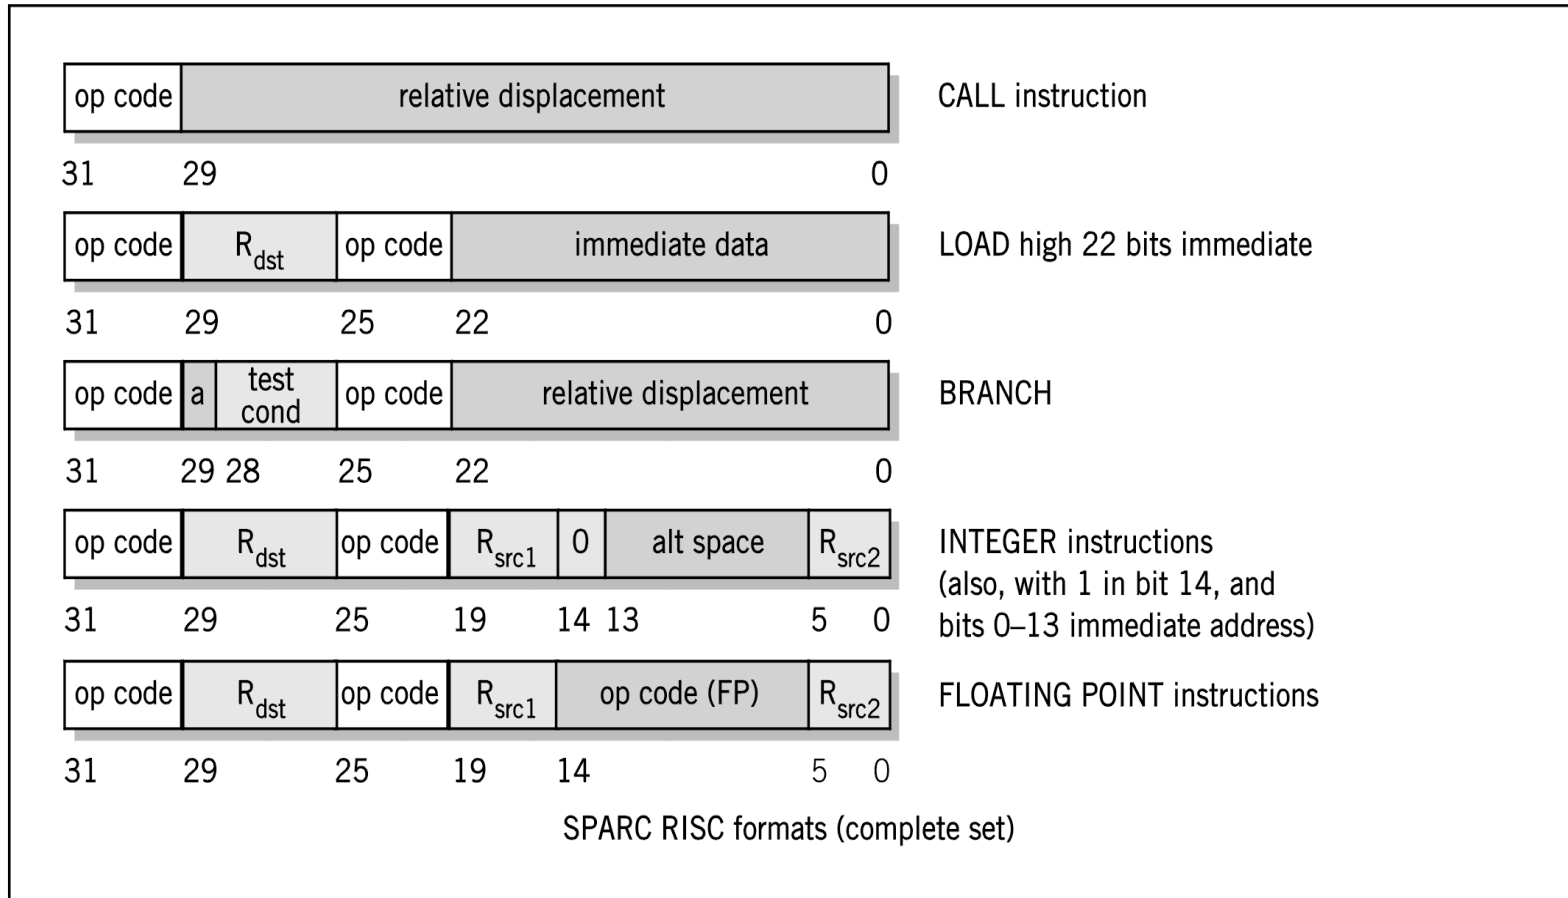 op code relative displacement CALL instruction
31 29 0
op code Rdst op code immediate data LOAD high 22 bits immediate
31 29 25 22 0
op code a test cond op code relative displacement BRANCH
31 29 28 25 22 0
op code Rdst op code Rsrc1 0 alt space Rsrc2 INTEGER instructions
(also, with 1 in bit 14, and
31 29 25 19 14 13 5 0 bits 0–13 immediate address)
op code Rdst op code Rsrc1 op code (FP) Rsrc2 FLOATING POINT instructions
31 29 25 19 14 5 0
SPARC RISC formats (complete set)